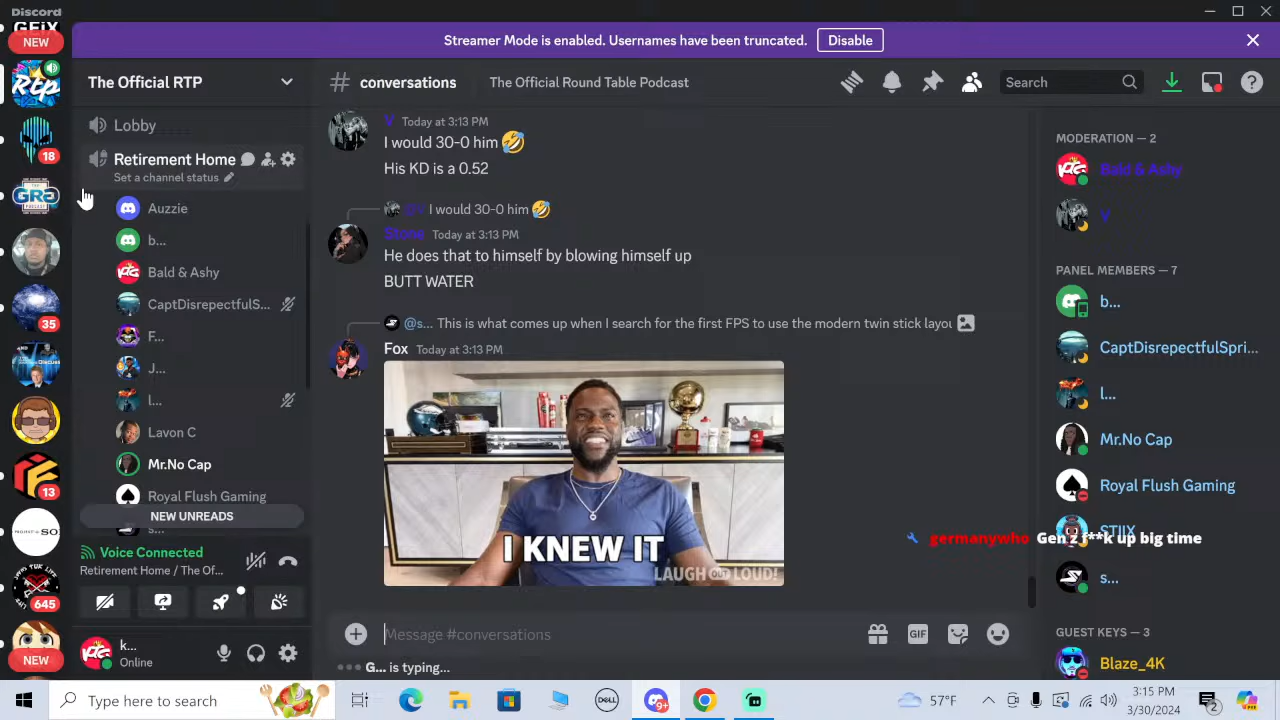 Discord
GFIX
NEW
Streamer Mode is enabled. Usernames have been truncated.
Disable
Rtp
The Official RTP
# conversations
The Official Round Table Podcast
Search
Lobby
Retirement Home
Set a channel status
Auzzie
b...
Bald & Ashy
CaptDisrepectfulS...
F...
J...
l...
Lavon C
Mr.No Cap
Royal Flush Gaming
s...
NEW UNREADS
Voice Connected
Retirement Home / The Of...
k...
Online
18
GRG
PODCAST
35
13
645
NEW
V Today at 3:13 PM
I would 30-0 him 🤣
His KD is a 0.52
I would 30-0 him 🤣
Stone Today at 3:13 PM
He does that to himself by blowing himself up
BUTT WATER
@s... This is what comes up when I search for the first FPS to use the modern twin stick layou
Fox Today at 3:13 PM
I KNEW IT
LAUGH OUT LOUD!
Message #conversations
GIF
G... is typing...
MODERATION — 2
Bald & Ashy
V
PANEL MEMBERS — 7
b...
CaptDisrepectfulSpri...
l...
Mr.No Cap
Royal Flush Gaming
STIIX
s...
germanywho Gen z f**k up big time
GUEST KEYS — 3
Blaze_4K
Type here to search
DELL
9+
57°F
3:15 PM
3/30/2024
2